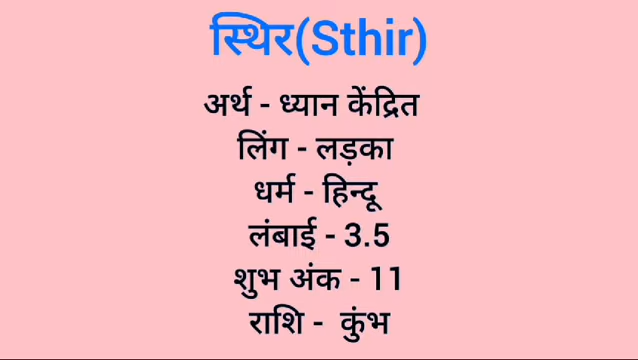 स्थिर(Sthir)
अर्थ - ध्यान केंद्रित
लिंग - लड़का
धर्म - हिन्दू
लंबाई - 3.5
शुभ अंक - 11
राशि - कुंभ